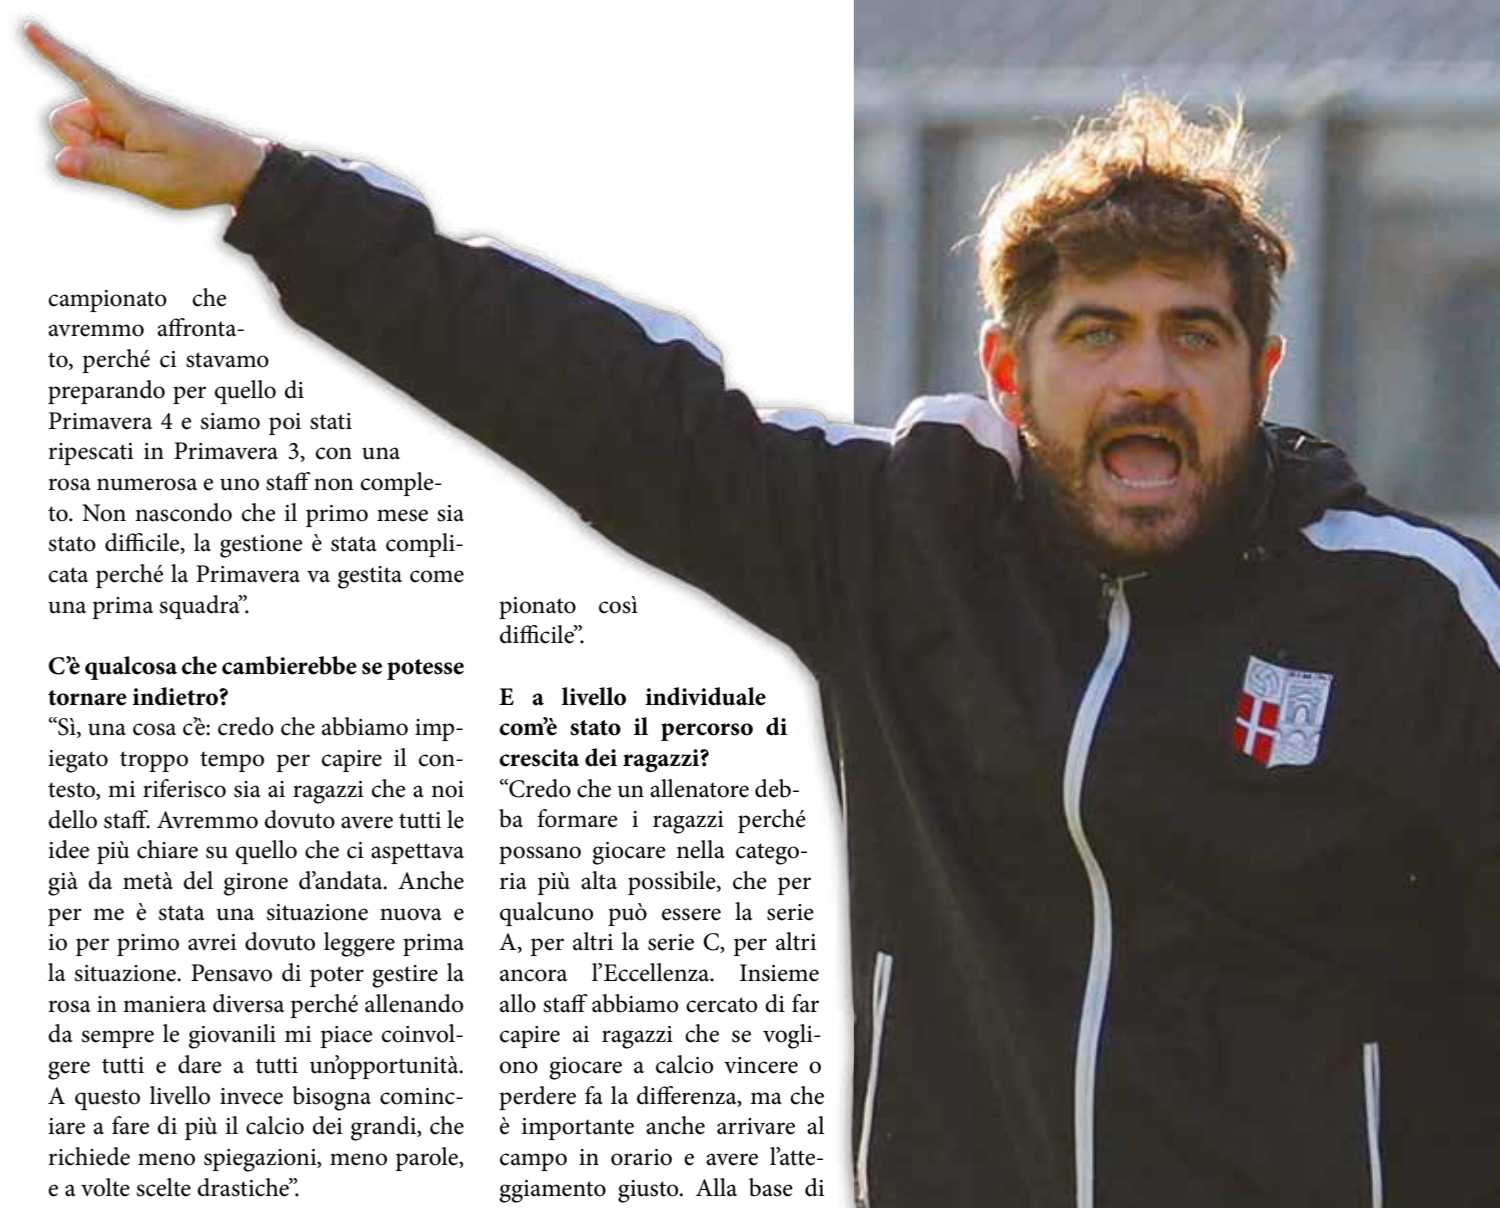 campionato che
avremmo affronta-
to, perché ci stavamo
preparando per quello di
Primavera 4 e siamo poi stati
ripescati in Primavera 3, con una
rosa numerosa e uno staff non comple-
to. Non nascondo che il primo mese sia
stato difficile, la gestione è stata compli-
cata perché la Primavera va gestita come
una prima squadra”.
C’è qualcosa che cambierebbe se potesse
tornare indietro?
“Sì, una cosa c’è: credo che abbiamo imp-
iegato troppo tempo per capire il con-
testo, mi riferisco sia ai ragazzi che a noi
dello staff. Avremmo dovuto avere tutti le
idee più chiare su quello che ci aspettava
già da metà del girone d’andata. Anche
per me è stata una situazione nuova e
io per primo avrei dovuto leggere prima
la situazione. Pensavo di poter gestire la
rosa in maniera diversa perché allenando
da sempre le giovanili mi piace coinvol-
gere tutti e dare a tutti un’opportunità.
A questo livello invece bisogna cominc-
iare a fare di più il calcio dei grandi, che
richiede meno spiegazioni, meno parole,
e a volte scelte drastiche”.
pionato così
difficile”.
E a livello individuale
com’è stato il percorso di
crescita dei ragazzi?
“Credo che un allenatore deb-
ba formare i ragazzi perché
possano giocare nella catego-
ria più alta possibile, che per
qualcuno può essere la serie
A, per altri la serie C, per altri
ancora l’Eccellenza. Insieme
allo staff abbiamo cercato di far
capire ai ragazzi che se vogli-
ono giocare a calcio vincere o
perdere fa la differenza, ma che
è importante anche arrivare al
campo in orario e avere l’atte-
ggiamento giusto. Alla base di